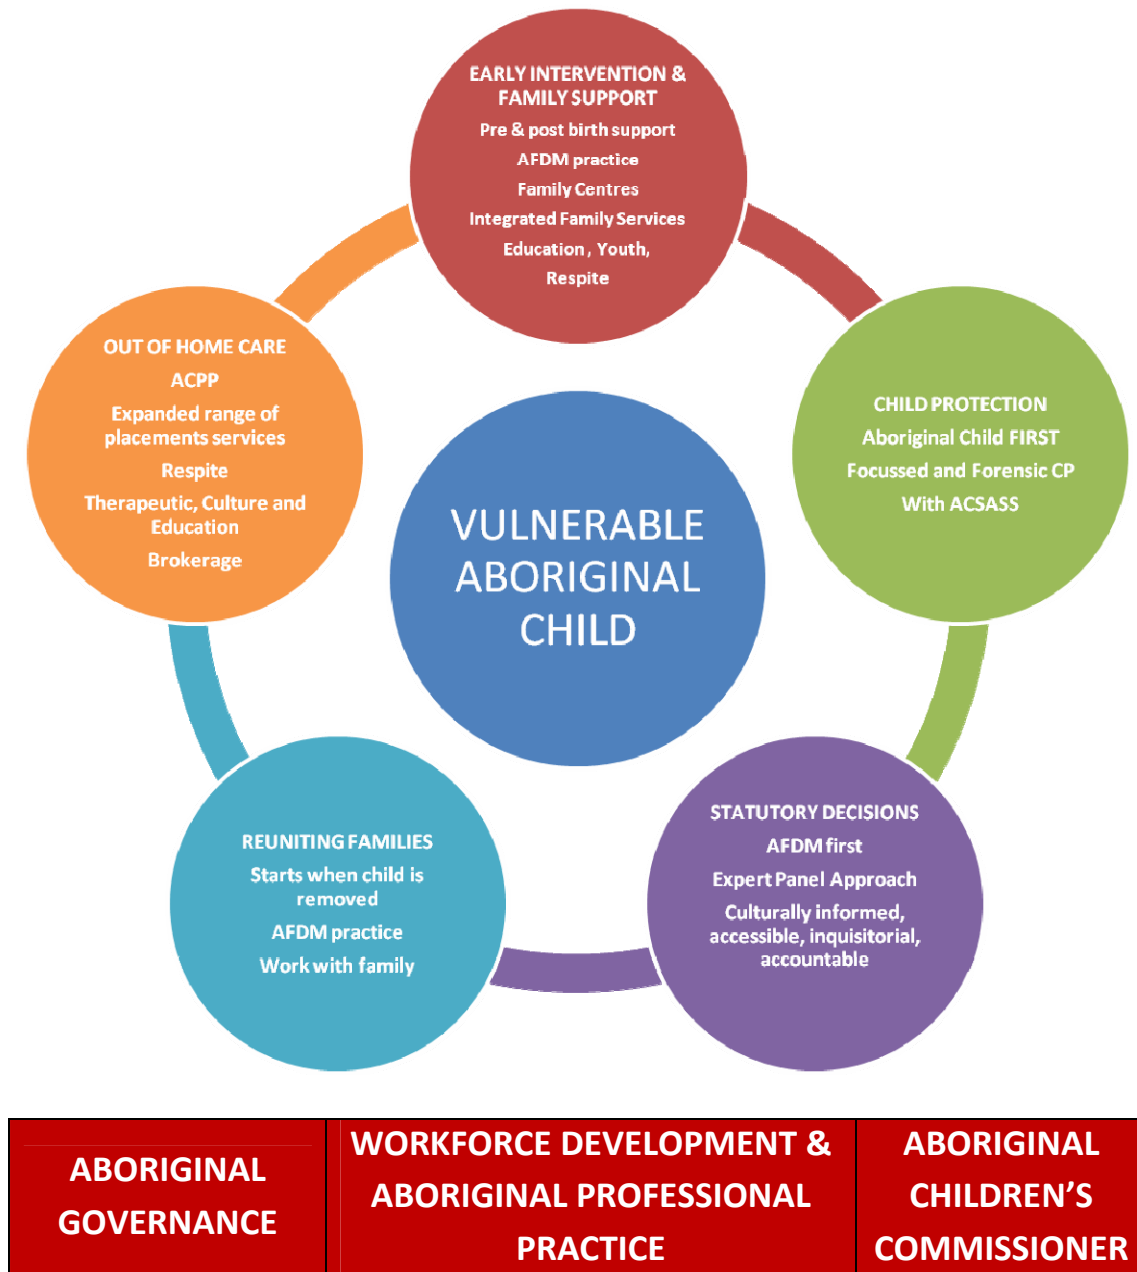 EARLY INTERVENTION &
FAMILY SUPPORT
Pre & post birth support
AFDM practice
Family Centres
Integrated Family Services
Education , Youth,
Respite
OUT OF HOME CARE
ACPP
Expanded range of
placements services
Respite
Therapeutic, Culture and
Education
Brokerage
CHILD PROTECTION
Aboriginal Child FIRST
Focussed and Forensic CP
With ACSASS
VULNERABLE
ABORIGINAL
CHILD
REUNITING FAMILIES
Starts when child is
removed
AFDM practice
Work with family
STATUTORY DECISIONS
AFDM first
Expert Panel Approach
Culturally informed,
accessible, inquisitorial,
accountable
ABORIGINAL
GOVERNANCE
WORKFORCE DEVELOPMENT &
ABORIGINAL PROFESSIONAL
PRACTICE
ABORIGINAL
CHILDREN’S
COMMISSIONER